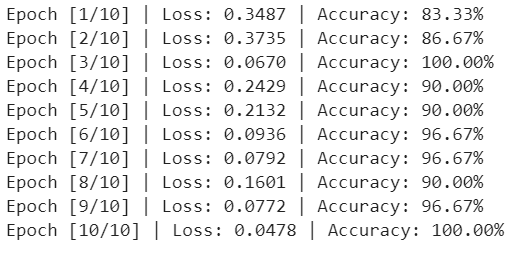 Epoch [1/10] | Loss: 0.3487 | Accuracy: 83.33%
Epoch [2/10] | Loss: 0.3735 | Accuracy: 86.67%
Epoch [3/10] | Loss: 0.0670 | Accuracy: 100.00%
Epoch [4/10] | Loss: 0.2429 | Accuracy: 90.00%
Epoch [5/10] | Loss: 0.2132 | Accuracy: 90.00%
Epoch [6/10] | Loss: 0.0936 | Accuracy: 96.67%
Epoch [7/10] | Loss: 0.0792 | Accuracy: 96.67%
Epoch [8/10] | Loss: 0.1601 | Accuracy: 90.00%
Epoch [9/10] | Loss: 0.0772 | Accuracy: 96.67%
Epoch [10/10] | Loss: 0.0478 | Accuracy: 100.00%